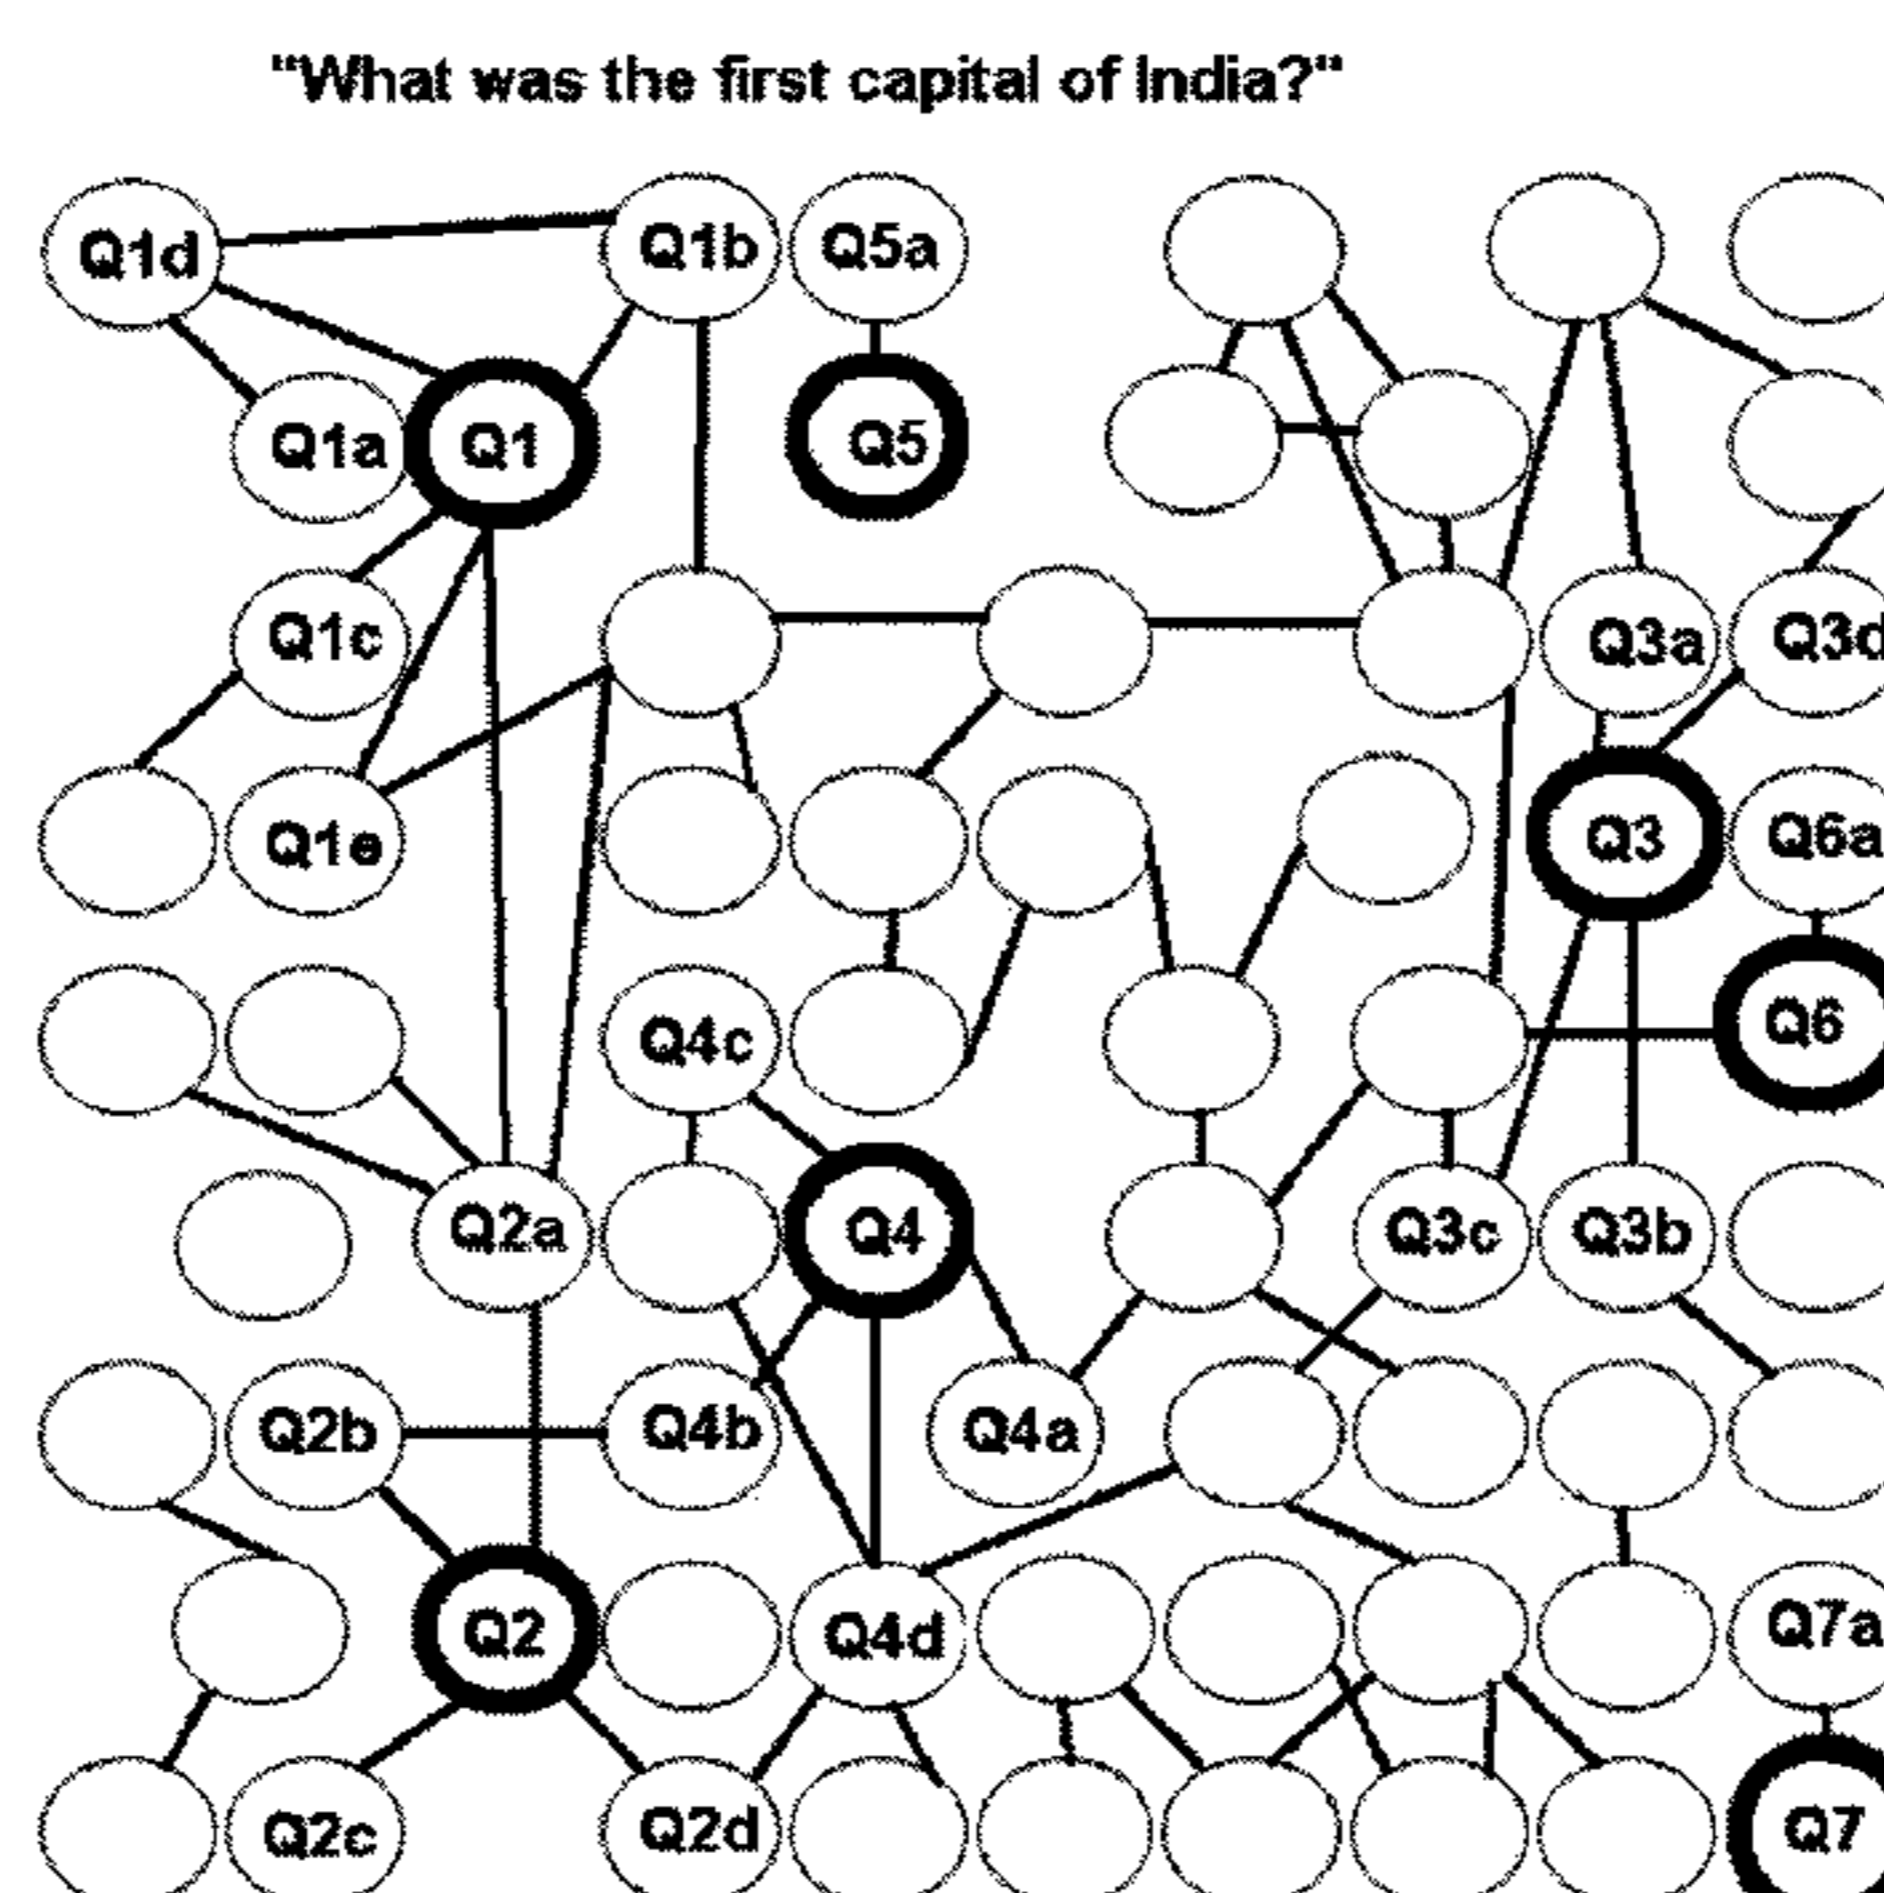 "What was the first capital of India?"
Q1d Q1b Q5a
Q1a Q1 Q5
Q1c Q3a Q3d
Q1e Q3 Q6a
Q4c Q6
Q2a Q4 Q3c Q3b
Q2b Q4b Q4a
Q2 Q4d Q7a
Q2c Q2d Q7